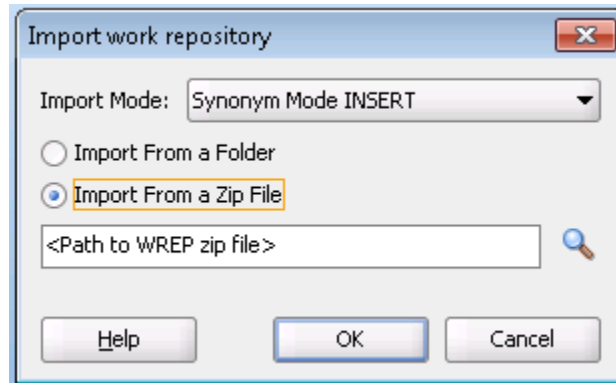 Import work repository
Import Mode: Synonym Mode INSERT
Import From a Folder
Import From a Zip File
<Path to WREP zip file>
Help OK Cancel